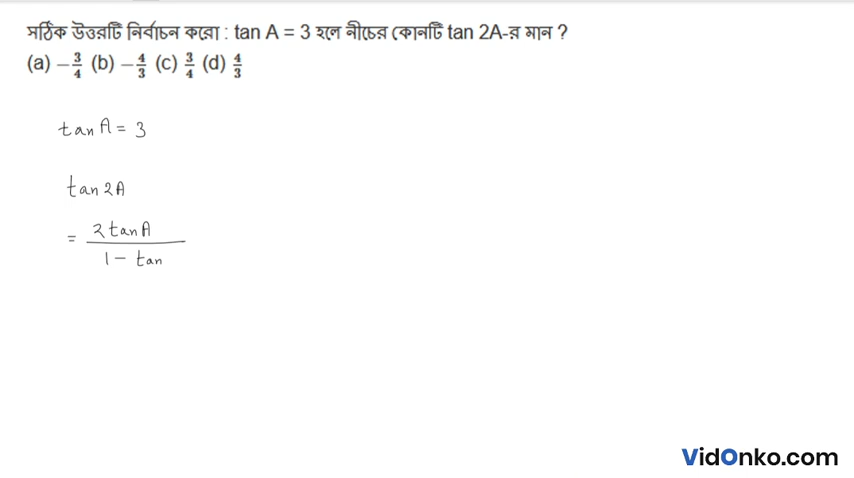 সঠিক উত্তরটি নির্বাচন করো : tan A = 3 হলে নীচের কোনটি tan 2A-র মান ?
(a) −3/4 (b) −4/3 (c) 3/4 (d) 4/3
tan A = 3
tan 2A
= 2 tan A / 1 − tan
VidOnko.com